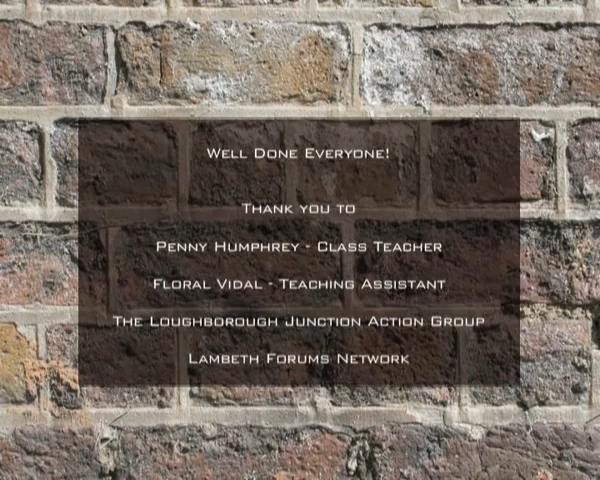 Well Done Everyone!
Thank you to
Penny Humphrey - Class Teacher
Floral Vidal - Teaching Assistant
The Loughborough Junction Action Group
Lambeth Forums Network